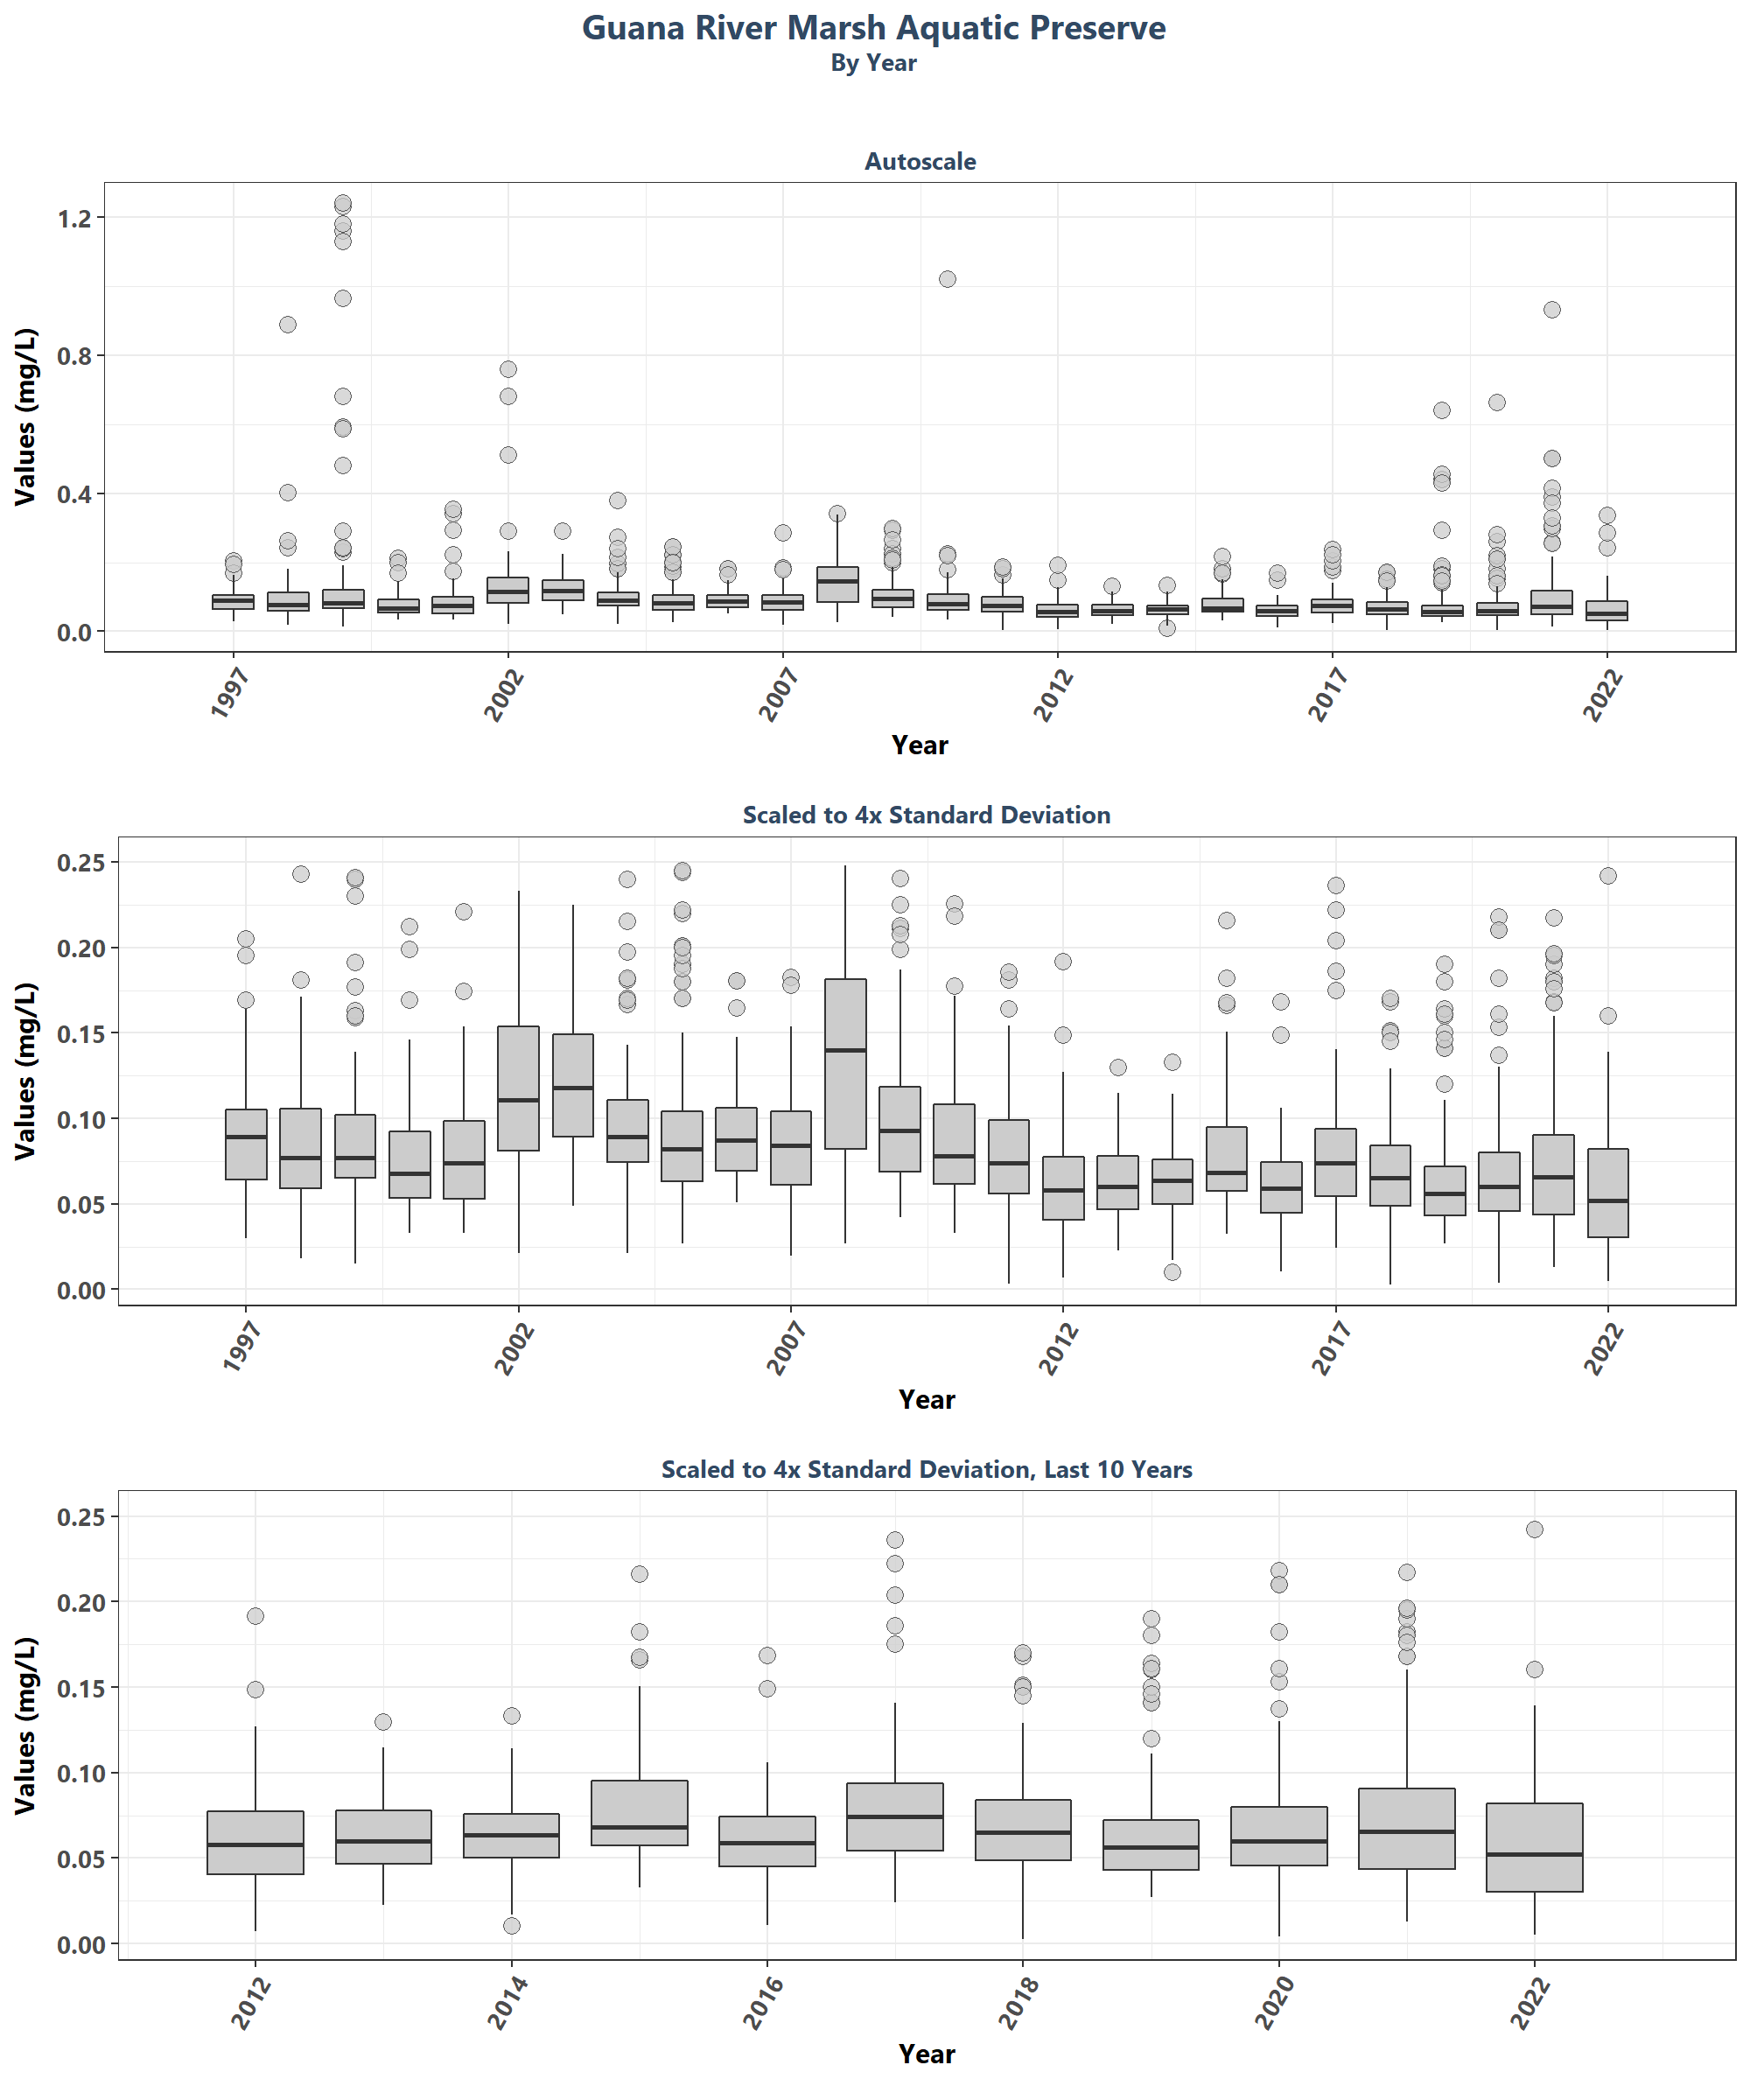 Guana River Marsh Aquatic Preserve
By Year
Autoscale
Values (mg/L)
1.2
0.8
0.4
0.0
1997 2002 2007 2012 2017 2022
Year
Scaled to 4x Standard Deviation
Values (mg/L)
0.25
0.20
0.15
0.10
0.05
0.00
1997 2002 2007 2012 2017 2022
Year
Scaled to 4x Standard Deviation, Last 10 Years
Values (mg/L)
0.25
0.20
0.15
0.10
0.05
0.00
2012 2014 2016 2018 2020 2022
Year